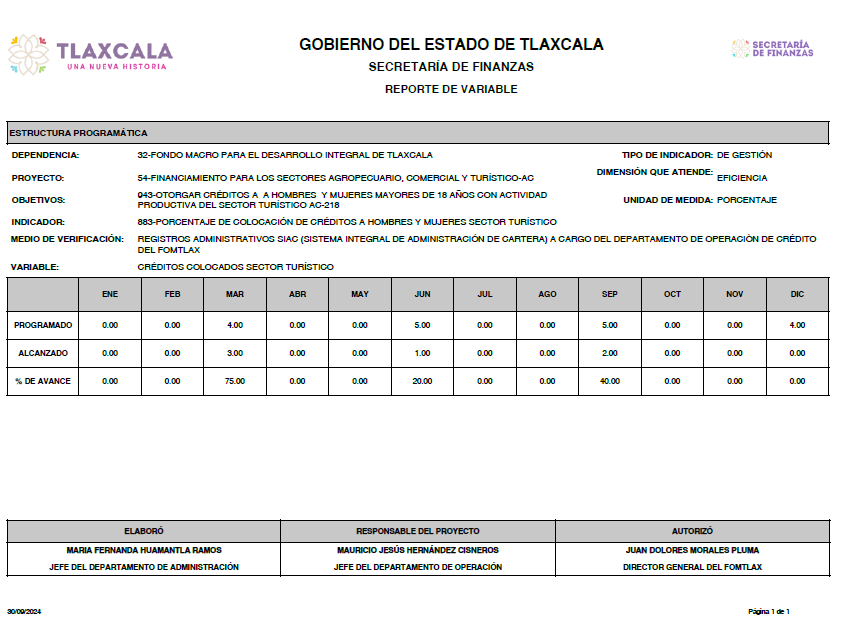 TLAXCALA
UNA NUEVA HISTORIA
GOBIERNO DEL ESTADO DE TLAXCALA
SECRETARÍA DE FINANZAS
REPORTE DE VARIABLE
SECRETARÍA
DE FINANZAS
ESTRUCTURA PROGRAMÁTICA
DEPENDENCIA: 32-FONDO MACRO PARA EL DESARROLLO INTEGRAL DE TLAXCALA TIPO DE INDICADOR: DE GESTIÓN
PROYECTO: 54-FINANCIAMIENTO PARA LOS SECTORES AGROPECUARIO, COMERCIAL Y TURÍSTICO-AC DIMENSIÓN QUE ATIENDE: EFICIENCIA
OBJETIVOS: 943-OTORGAR CRÉDITOS A A HOMBRES Y MUJERES MAYORES DE 18 AÑOS CON ACTIVIDAD
PRODUCTIVA DEL SECTOR TURÍSTICO AC-218 UNIDAD DE MEDIDA: PORCENTAJE
INDICADOR: 883-PORCENTAJE DE COLOCACIÓN DE CRÉDITOS A HOMBRES Y MUJERES SECTOR TURÍSTICO
MEDIO DE VERIFICACIÓN: REGISTROS ADMINISTRATIVOS SIAC (SISTEMA INTEGRAL DE ADMINISTRACIÓN DE CARTERA) A CARGO DEL DEPARTAMENTO DE OPERACIÒN DE CRÉDITO
DEL FOMTLAX
VARIABLE: CRÉDITOS COLOCADOS SECTOR TURÍSTICO
ENE FEB MAR ABR MAY JUN JUL AGO SEP OCT NOV DIC
PROGRAMADO 0.00 0.00 4.00 0.00 0.00 5.00 0.00 0.00 5.00 0.00 0.00 4.00
ALCANZADO 0.00 0.00 3.00 0.00 0.00 1.00 0.00 0.00 2.00 0.00 0.00 0.00
% DE AVANCE 0.00 0.00 75.00 0.00 0.00 20.00 0.00 0.00 40.00 0.00 0.00 0.00
ELABORÓ RESPONSABLE DEL PROYECTO AUTORIZÓ
MARIA FERNANDA HUAMANTLA RAMOS MAURICIO JESÚS HERNÁNDEZ CISNEROS JUAN DOLORES MORALES PLUMA
JEFE DEL DEPARTAMENTO DE ADMINISTRACIÓN JEFE DEL DEPARTAMENTO DE OPERACIÓN DIRECTOR GENERAL DEL FOMTLAX
30/09/2024 Página 1 de 1